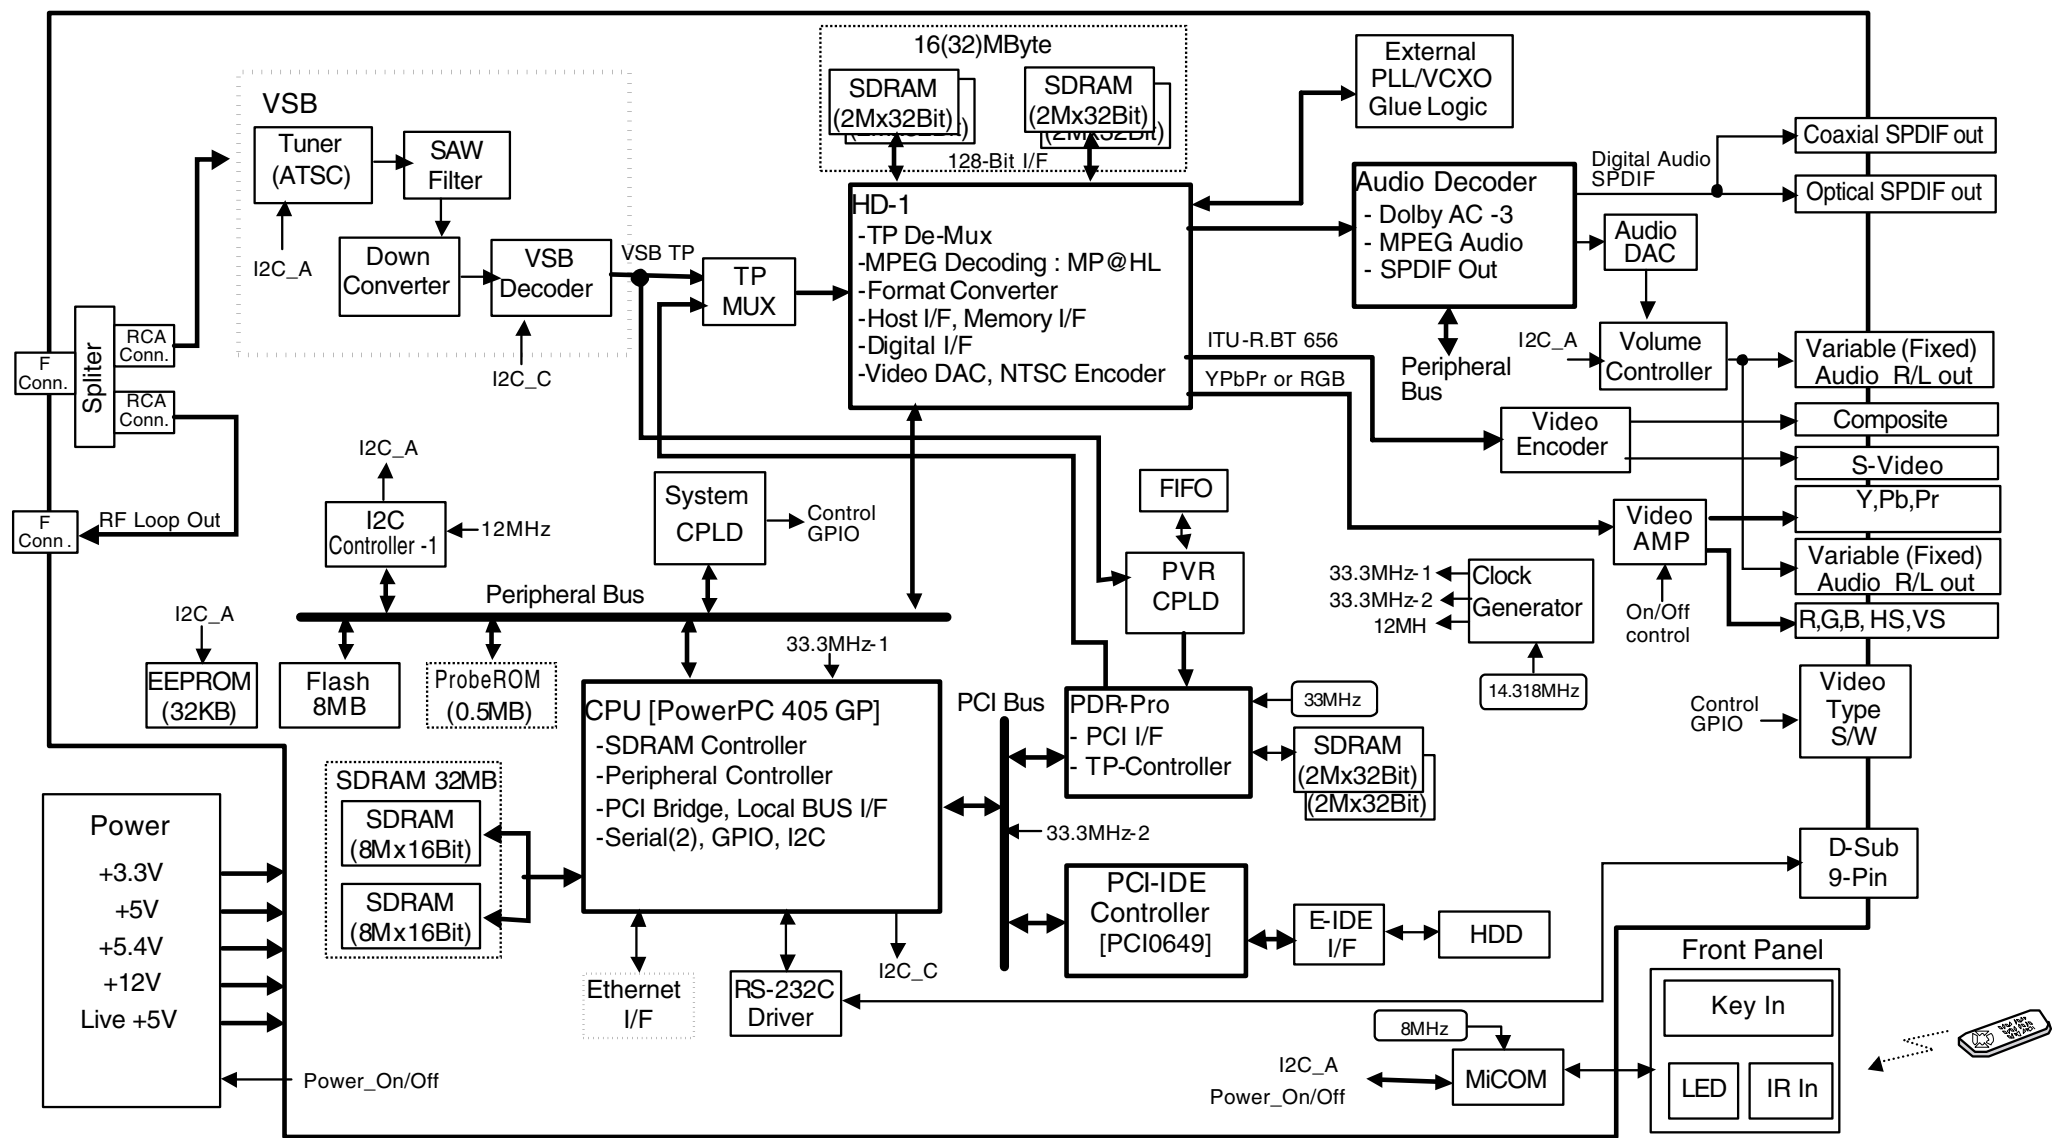 16(32)MByte
SDRAM
(2Mx32Bit)
SDRAM
(2Mx32Bit)
(2Mx32Bit)
128-Bit I/F
External
PLL/VCXO
Glue Logic
VSB
Tuner
(ATSC)
SAW
Filter
I2C_A
Down
Converter
VSB
Decoder
I2C_C
VSB TP
TP
MUX
HD-1
-TP De-Mux
-MPEG Decoding : MP@HL
-Format Converter
-Host I/F, Memory I/F
-Digital I/F
-Video DAC, NTSC Encoder
Audio Decoder
- Dolby AC -3
- MPEG Audio
- SPDIF Out
Digital Audio
SPDIF
Coaxial SPDIF out
Optical SPDIF out
Audio
DAC
Peripheral
Bus
I2C_A
Volume
Controller
Variable (Fixed)
Audio R/L out
ITU-R.BT 656
YPbPr or RGB
Video
Encoder
Composite
S-Video
Y,Pb,Pr
Video
AMP
Variable (Fixed)
Audio R/L out
On/Off
control
R,G,B, HS,VS
F
Conn.
Spliter
RCA
Conn.
RCA
Conn.
F
Conn.
RF Loop Out
I2C_A
I2C
Controller -1
12MHz
System
CPLD
Control
GPIO
FIFO
PVR
CPLD
33.3MHz-1
33.3MHz-2
12MH
Clock
Generator
14.318MHz
Peripheral Bus
I2C_A
EEPROM
(32KB)
Flash
8MB
ProbeROM
(0.5MB)
33.3MHz-1
CPU [PowerPC 405 GP]
-SDRAM Controller
-Peripheral Controller
-PCI Bridge, Local BUS I/F
-Serial(2), GPIO, I2C
PCI Bus
PDR-Pro
- PCI I/F
- TP-Controller
33MHz
SDRAM
(2Mx32Bit)
(2Mx32Bit)
Control
GPIO
Video
Type
S/W
SDRAM 32MB
SDRAM
(8Mx16Bit)
SDRAM
(8Mx16Bit)
33.3MHz-2
PCI-IDE
Controller
[PCI0649]
E-IDE
I/F
HDD
D-Sub
9-Pin
Power
+3.3V
+5V
+5.4V
+12V
Live +5V
Power_On/Off
Ethernet
I/F
RS-232C
Driver
I2C_C
8MHz
MiCOM
I2C_A
Power_On/Off
Front Panel
Key In
LED
IR In